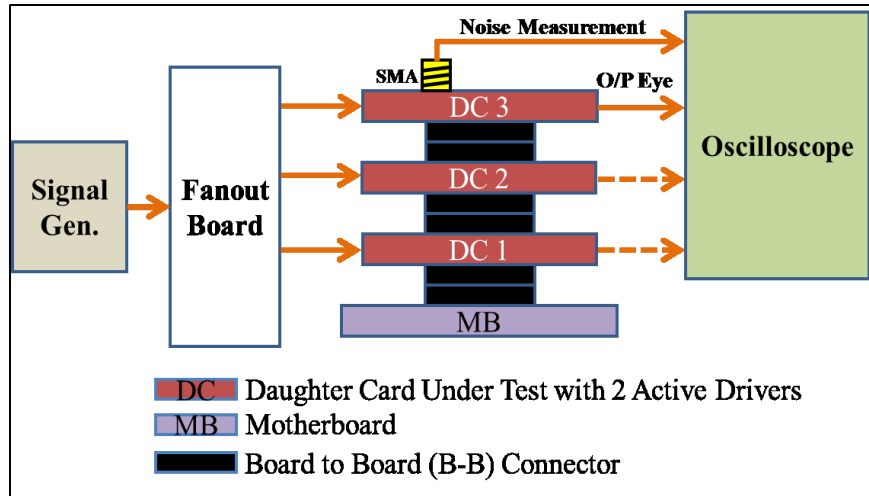 Noise Measurement
SMA
O/P Eye
DC 3
Oscilloscope
DC 2
Signal
Gen.
Fanout
Board
DC 1
MB
DC Daughter Card Under Test with 2 Active Drivers
MB Motherboard
Board to Board (B-B) Connector